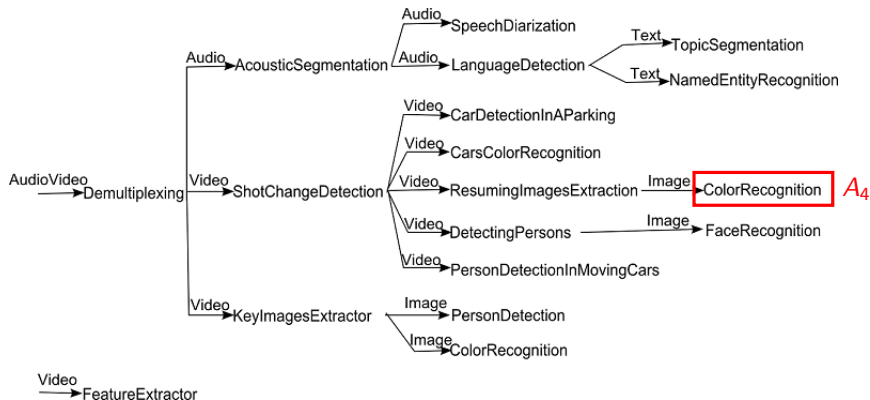 Audio SpeechDiarization
Audio AcousticSegmentation Audio LanguageDetection Text TopicSegmentation
Text NamedEntityRecognition
Video CarDetectionInAParking
Video CarsColorRecognition
AudioVideo Demultiplexing Video ShotChangeDetection Video ResumingImagesExtraction Image ColorRecognition A4
Video DetectingPersons Image FaceRecognition
Video PersonDetectionInMovingCars
Video KeyImagesExtractor Image PersonDetection
Image ColorRecognition
Video FeatureExtractor